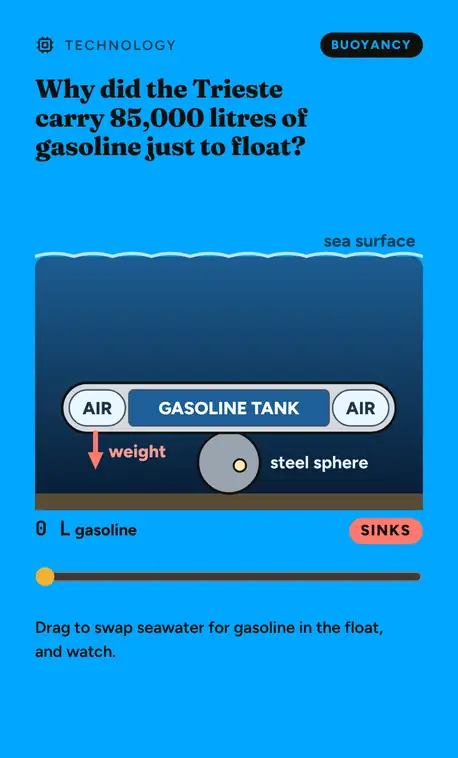 TECHNOLOGY
BUOYANCY
Why did the Trieste
carry 85,000 litres of
gasoline just to float?
sea surface
AIR
GASOLINE TANK
AIR
weight
steel sphere
0 L gasoline
SINKS
Drag to swap seawater for gasoline in the float,
and watch.